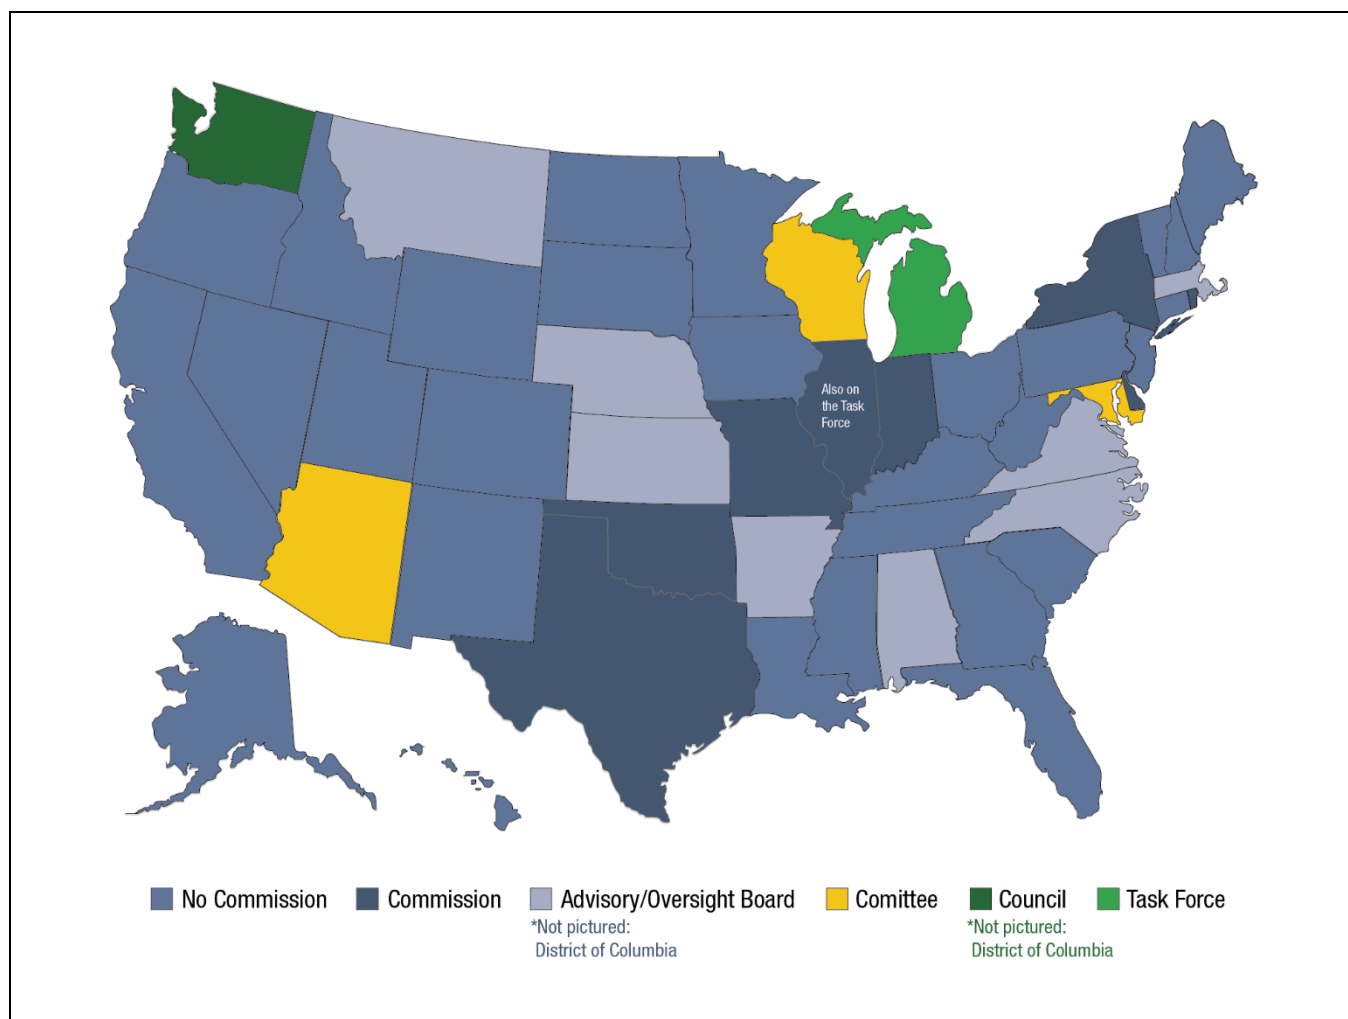 Also on
the Task
Force
No Commission
Commission
Advisory/Oversight Board
Comittee
Council
Task Force
*Not pictured:
District of Columbia
*Not pictured:
District of Columbia